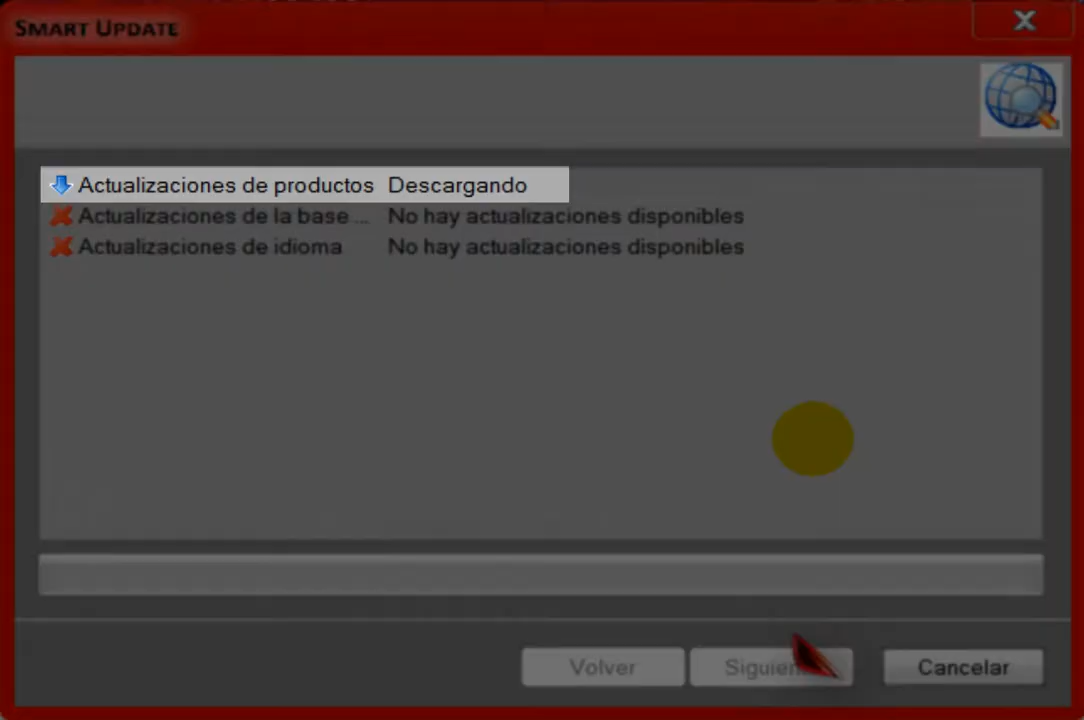 SMART UPDATE
Actualizaciones de productos Descargando
Actualizaciones de la base ... No hay actualizaciones disponibles
Actualizaciones de idioma No hay actualizaciones disponibles
Volver Siguien Cancelar